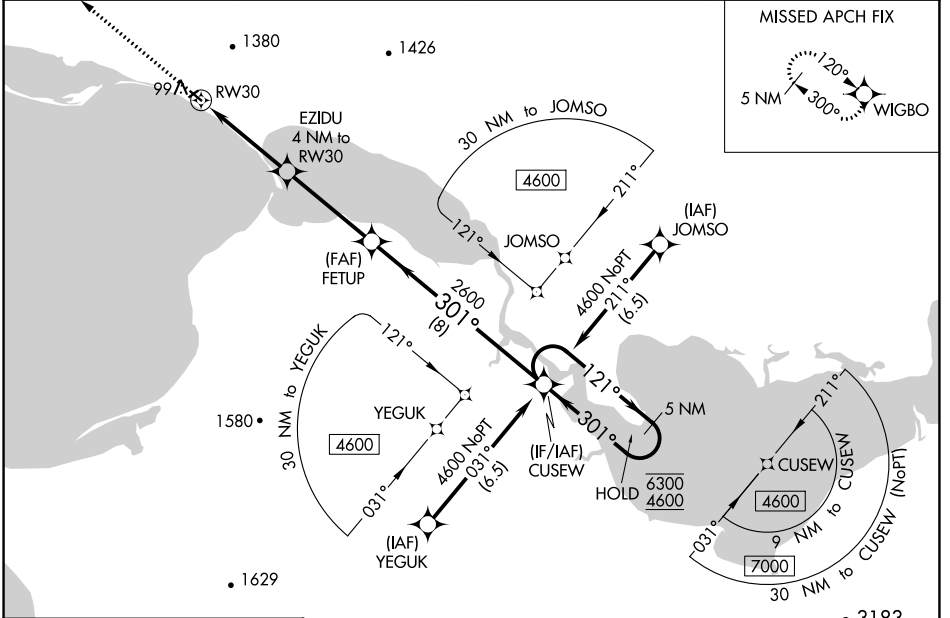 MISSED APCH FIX
120°
5 NM
300°
WIGBO
1380
1426
99
RW30
EZIDU
4 NM to
RW30
30 NM to JOMSO
4600
211°
121°
JOMSO
(IAF)
JOMSO
4600 NoPT
211°
(6.5)
(FAF)
FETUP
2600
301°
(8)
30 NM to YEGUK
121°
YEGUK
4600
031°
1580
4600 NoPT
031°
(6.5)
(IAF)
YEGUK
121°
301°
5 NM
(IF/IAF)
CUSEW
HOLD
6300
4600
211°
CUSEW
4600
031°
9 NM to CUSEW
7000
30 NM to CUSEW (NoPT)
1629